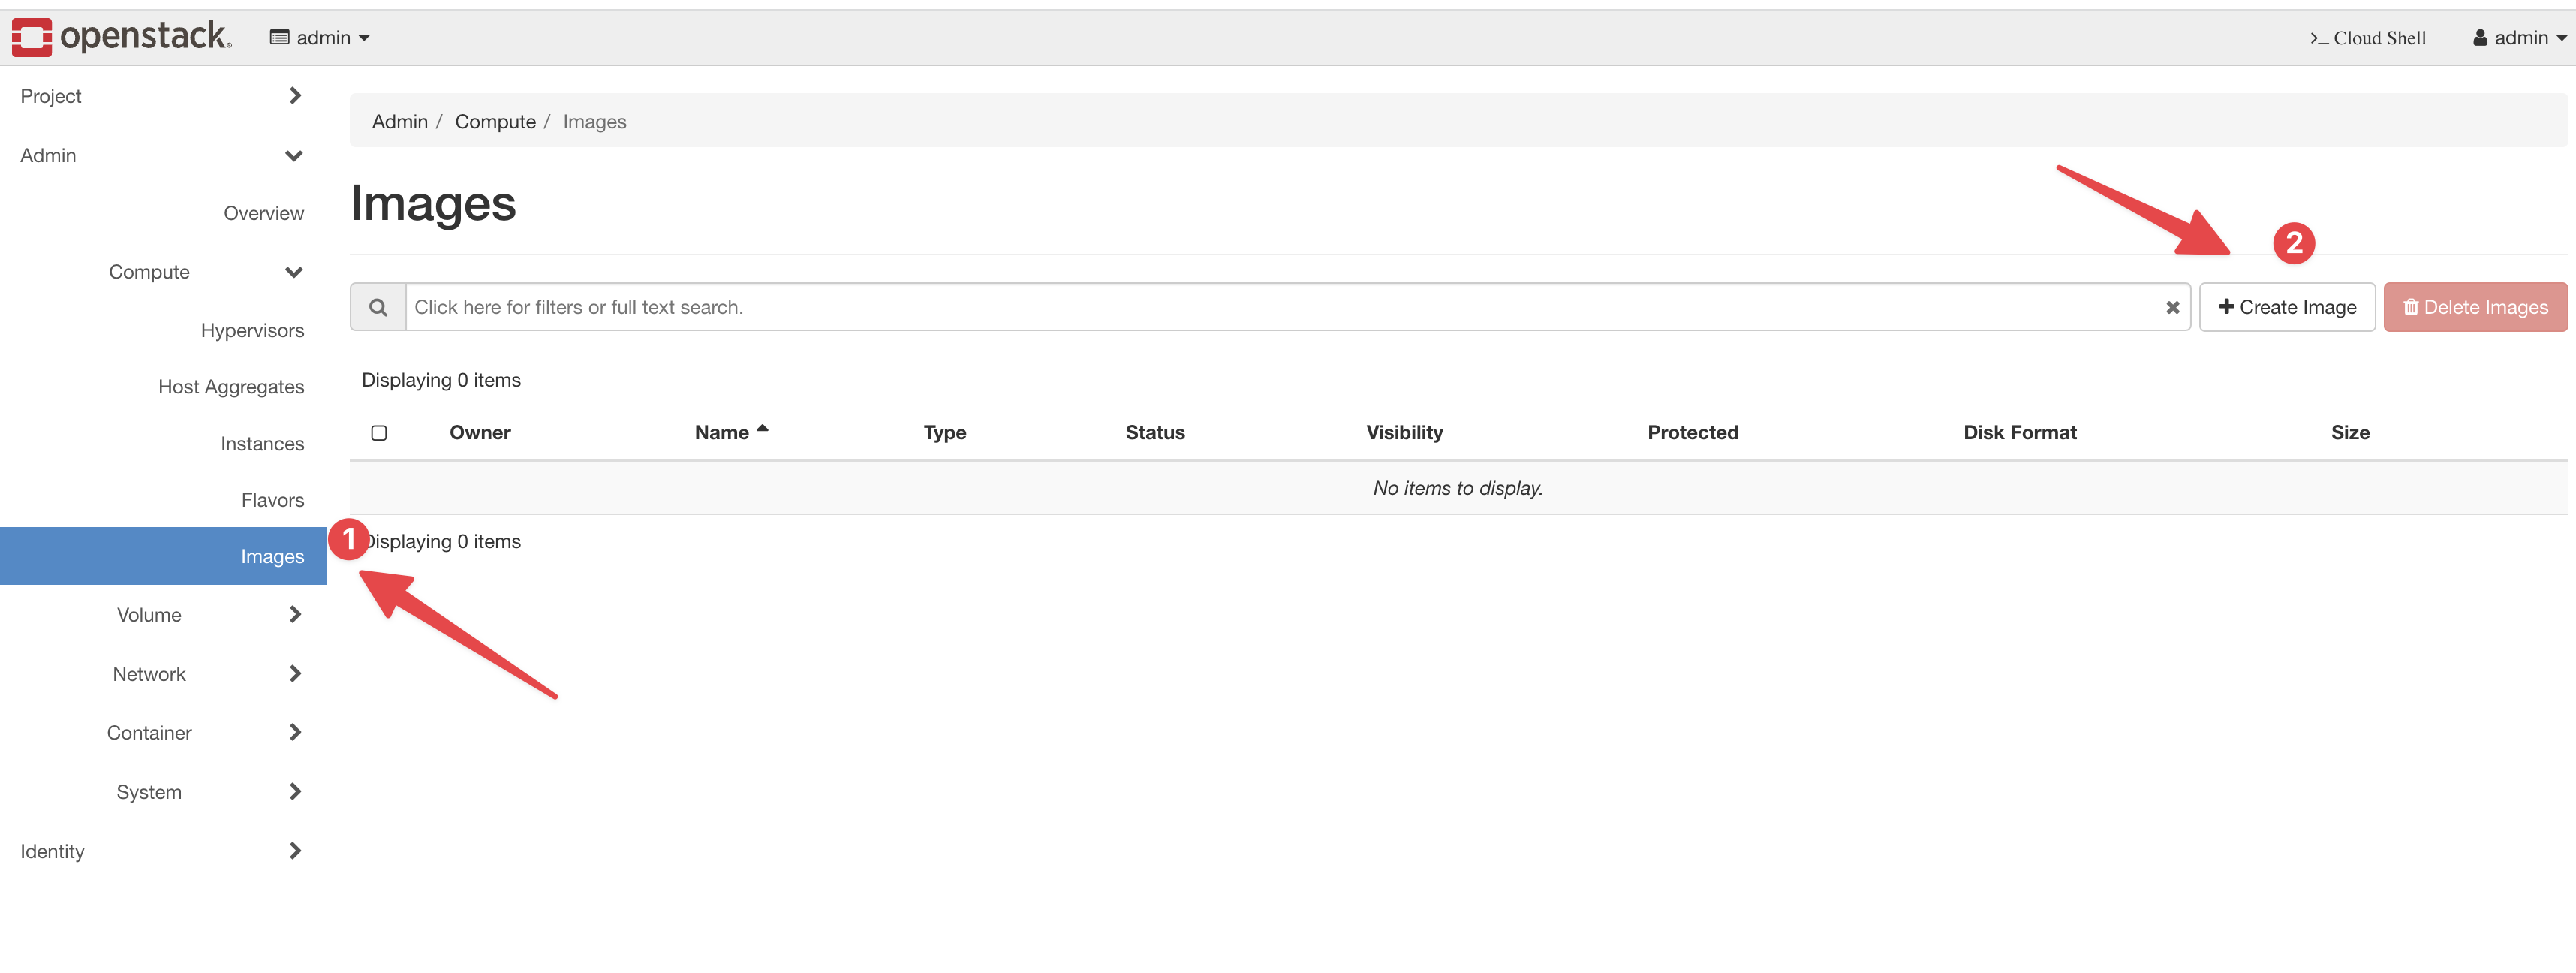 openstack. admin >_ Cloud Shell admin
Project
Admin
Overview
Compute
Hypervisors
Host Aggregates
Instances
Flavors
Images
Volume
Network
Container
System
Identity
Admin / Compute / Images
Images
2
Click here for filters or full text search. Create Image Delete Images
Displaying 0 items
Owner Name Type Status Visibility Protected Disk Format Size
No items to display.
1
Displaying 0 items